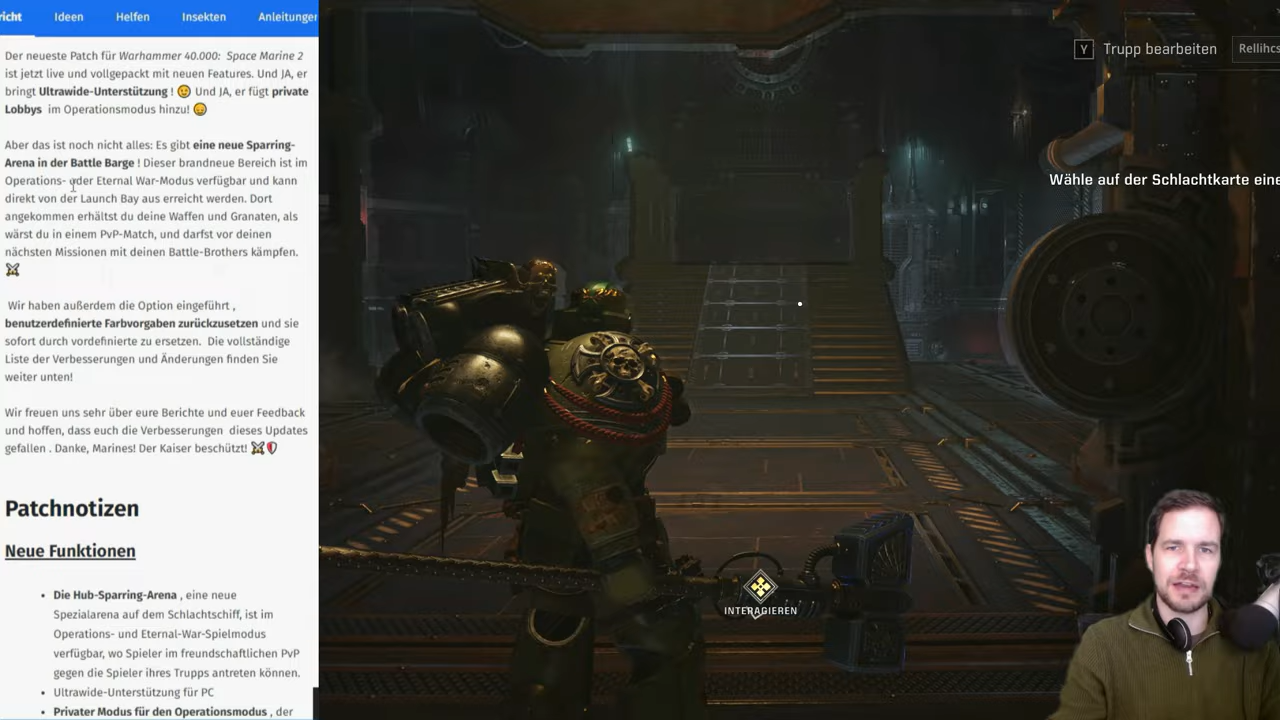 richt
Ideen
Helfen
Insekten
Anleitungen
Der neueste Patch für Warhammer 40.000: Space Marine 2
ist jetzt live und vollgepackt mit neuen Features. Und JA, er
bringt Ultrawide-Unterstützung ! 😉 Und JA, er fügt private
Lobbys im Operationsmodus hinzu! 😄
Aber das ist noch nicht alles: Es gibt eine neue Sparring-
Arena in der Battle Barge ! Dieser brandneue Bereich ist im
Operations- oder Eternal War-Modus verfügbar und kann
direkt von der Launch Bay aus erreicht werden. Dort
angekommen erhältst du deine Waffen und Granaten, als
wärst du in einem PvP-Match, und darfst vor deinen
nächsten Missionen mit deinen Battle-Brothers kämpfen.
⚔️
Wir haben außerdem die Option eingeführt ,
benutzerdefinierte Farbvorgaben zurückzusetzen und sie
sofort durch vordefinierte zu ersetzen. Die vollständige
Liste der Verbesserungen und Änderungen finden Sie
weiter unten!
Wir freuen uns sehr über eure Berichte und euer Feedback
und hoffen, dass euch die Verbesserungen dieses Updates
gefallen . Danke, Marines! Der Kaiser beschützt! ⚔️🛡️
Patchnotizen
Neue Funktionen
• Die Hub-Sparring-Arena , eine neue
Spezialarena auf dem Schlachtschiff, ist im
Operations- und Eternal-War-Spielmodus
verfügbar, wo Spieler im freundschaftlichen PvP
gegen die Spieler ihres Trupps antreten können.
• Ultrawide-Unterstützung für PC
• Privater Modus für den Operationsmodus , der
Y Trupp bearbeiten
Rellihcs
Wähle auf der Schlachtkarte eine
INTERAGIEREN